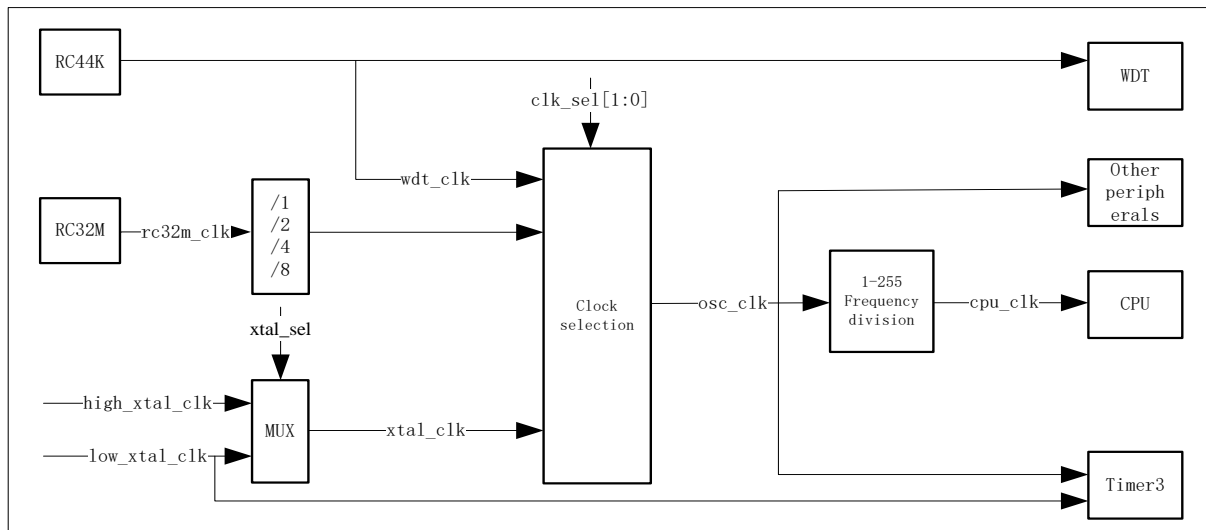 RC44K
WDT
clk_sel[1:0]
wdt_clk
Other
periph
erals
/1
/2
/4
/8
RC32M
rc32m_clk
1-255
Frequency
division
Clock
selection
osc_clk
cpu_clk
CPU
xtal_sel
high_xtal_clk
MUX
xtal_clk
low_xtal_clk
Timer3